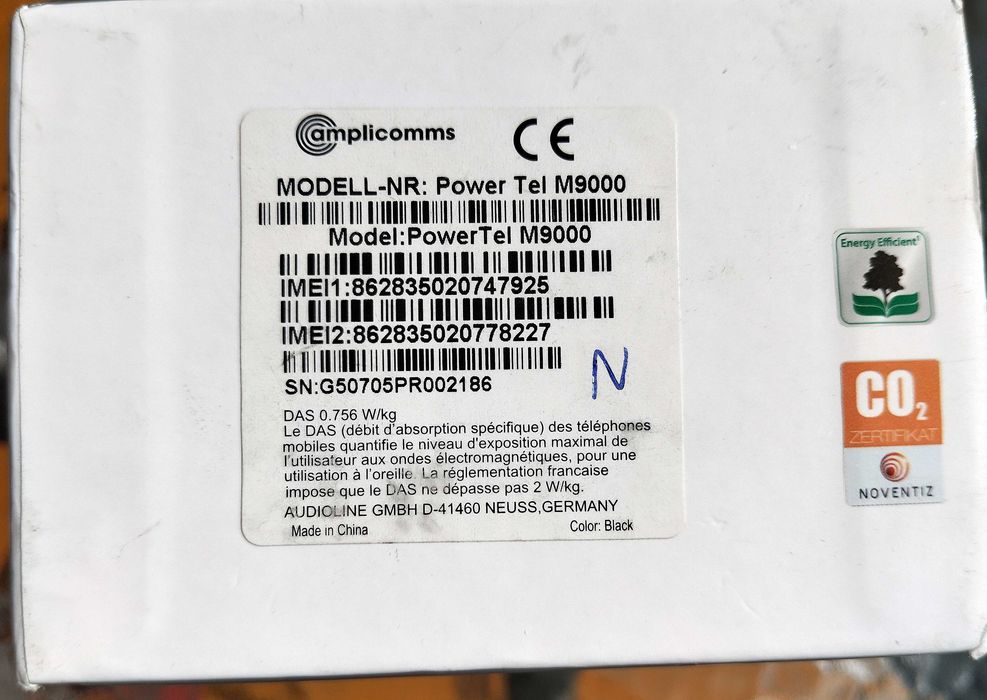 amplicomms
CE
MODELL-NR: Power Tel M9000
Model:PowerTel M9000
IMEI1:862835020747925
IMEI2:862835020778227
N
SN:G50705PR002186
DAS 0.756 W/kg
Le DAS (débit d'absorption spécifique) des téléphones
mobiles quantifie le niveau d'exposition maximal de
l'utilisateur aux ondes électromagnétiques, pour une
utilisation à l'oreille. La réglementation francaise
impose que le DAS ne dépasse pas 2 W/kg.
AUDIOLINE GMBH D-41460 NEUSS,GERMANY
Made in China Color: Black
Energy Efficient¹
CO₂
ZERTIFIKAT
NOVENTIZ